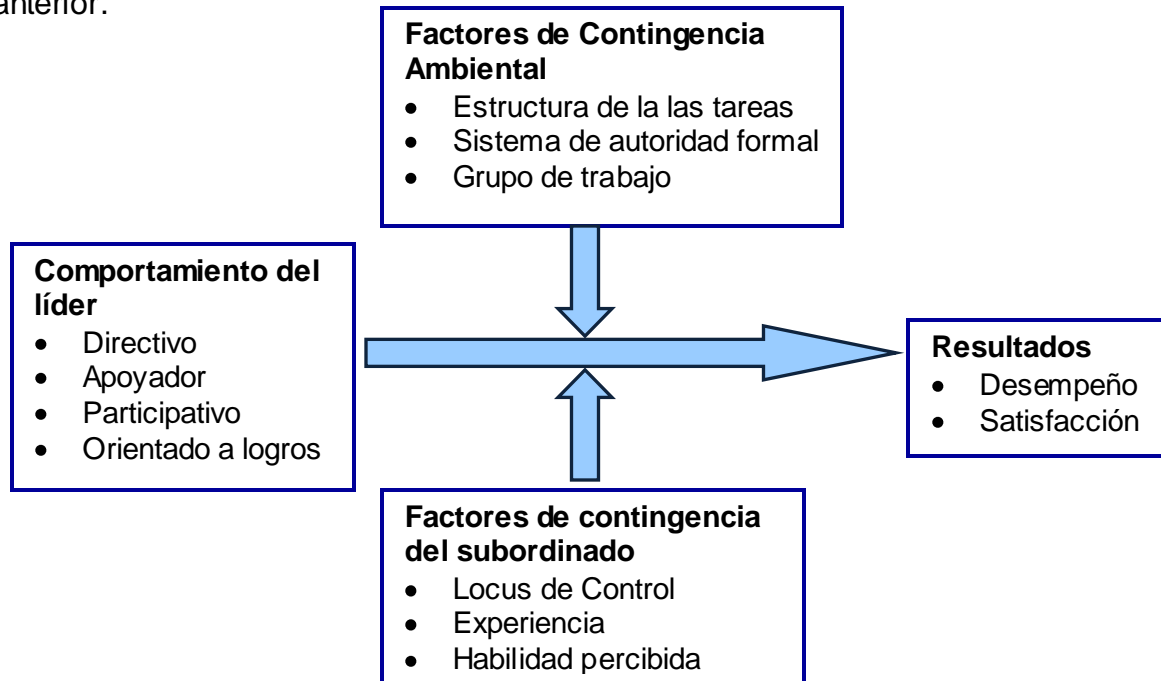 anterior.
Factores de Contingencia
Ambiental
• Estructura de la las tareas
• Sistema de autoridad formal
• Grupo de trabajo
Comportamiento del
líder
• Directivo
• Apoyador
• Participativo
• Orientado a logros
Resultados
• Desempeño
• Satisfacción
Factores de contingencia
del subordinado
• Locus de Control
• Experiencia
• Habilidad percibida